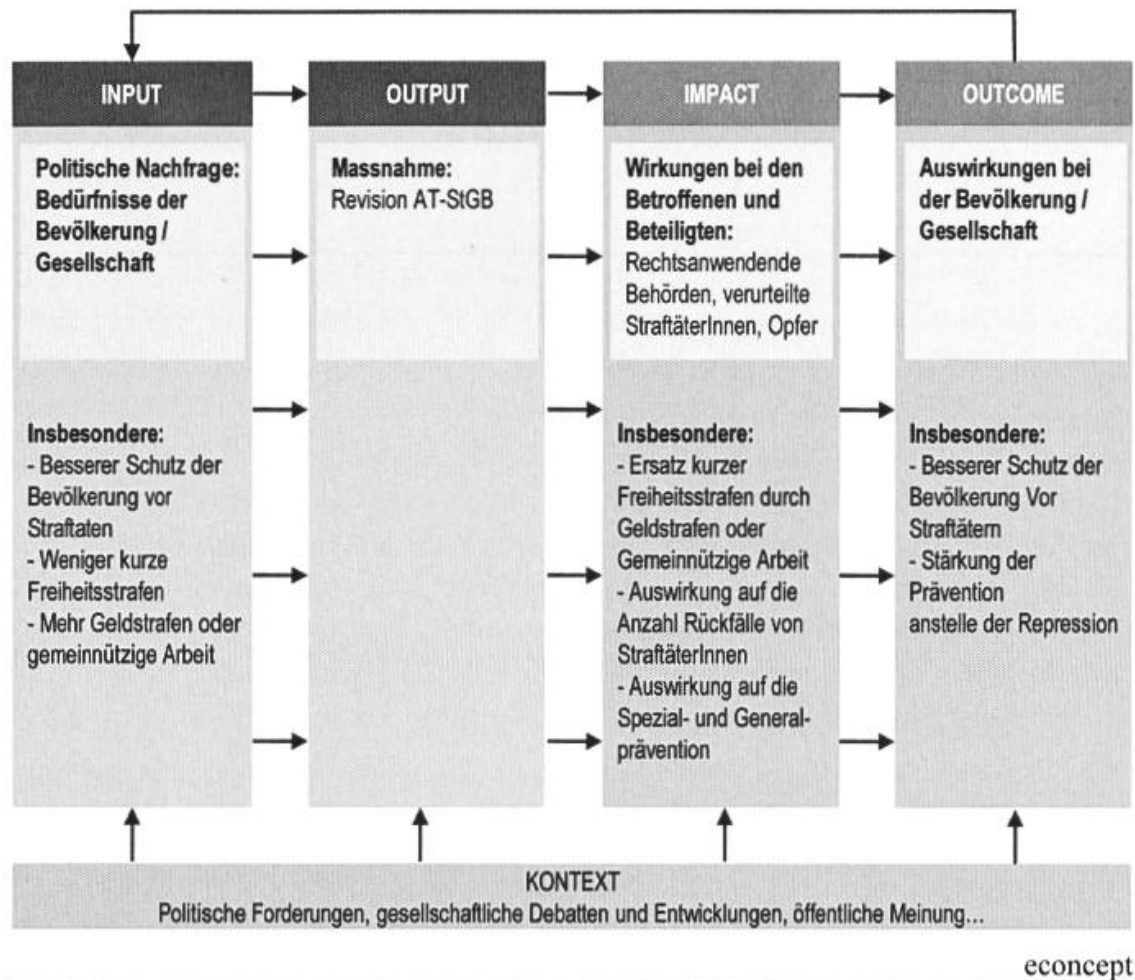 INPUT
Politische Nachfrage:
Bedürfnisse der
Bevölkerung /
Gesellschaft
Insbesondere:
- Besserer Schutz der
Bevölkerung vor
Straftaten
- Weniger kurze
Freiheitsstrafen
- Mehr Geldstrafen oder
gemeinnützige Arbeit
OUTPUT
Massnahme:
Revision AT-StGB
IMPACT
Wirkungen bei den
Betroffenen und
Beteiligten:
Rechtsanwendende
Behörden, verurteilte
StraftäterInnen, Opfer
Insbesondere:
- Ersatz kurzer
Freiheitsstrafen durch
Geldstrafen oder
Gemeinnützige Arbeit
- Auswirkung auf die
Anzahl Rückfälle von
StraftäterInnen
- Auswirkung auf die
Spezial- und General-
prävention
OUTCOME
Auswirkungen bei
der Bevölkerung /
Gesellschaft
Insbesondere:
- Besserer Schutz der
Bevölkerung Vor
Straftätern
- Stärkung der
Prävention
anstelle der Repression
KONTEXT
Politische Forderungen, gesellschaftliche Debatten und Entwicklungen, öffentliche Meinung...
econcept